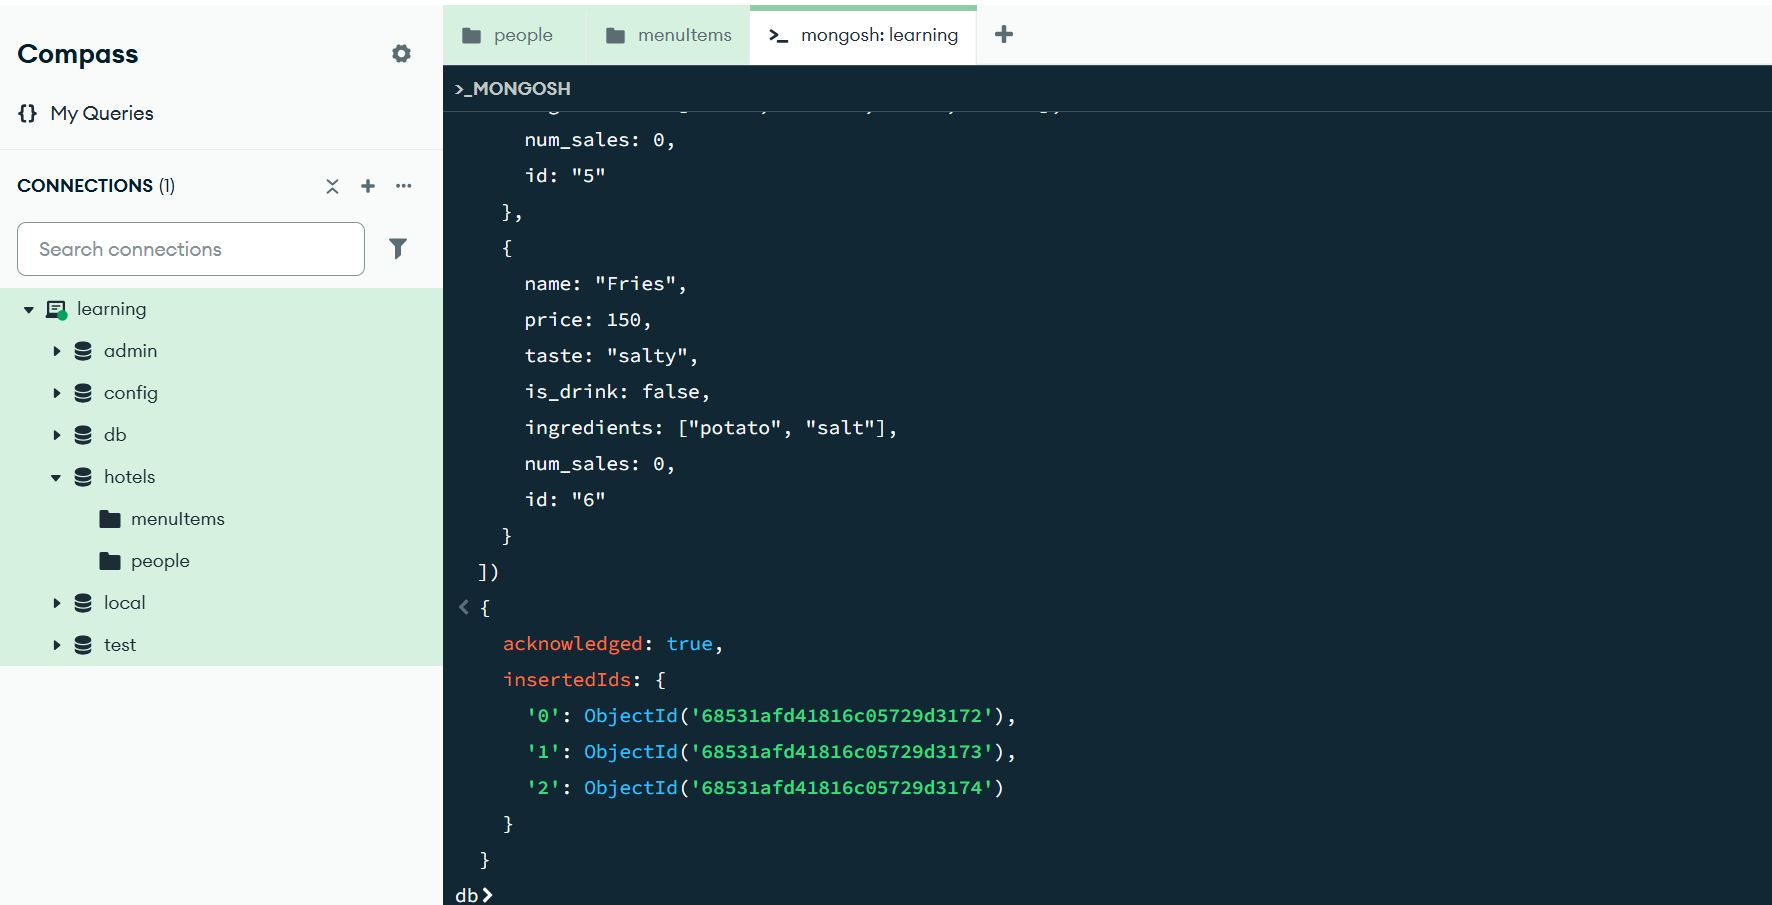 Compass
My Queries
CONNECTIONS (1)
Search connections
learning
admin
config
db
hotels
menuItems
people
local
test
people
menuItems
>_ mongosh: learning
>_MONGOSH
num_sales: 0,
id: "5"
},
{
name: "Fries",
price: 150,
taste: "salty",
is_drink: false,
ingredients: ["potato", "salt"],
num_sales: 0,
id: "6"
}
])
< {
acknowledged: true,
insertedIds: {
'0': ObjectId('68531afd41816c05729d3172'),
'1': ObjectId('68531afd41816c05729d3173'),
'2': ObjectId('68531afd41816c05729d3174')
}
}
db>